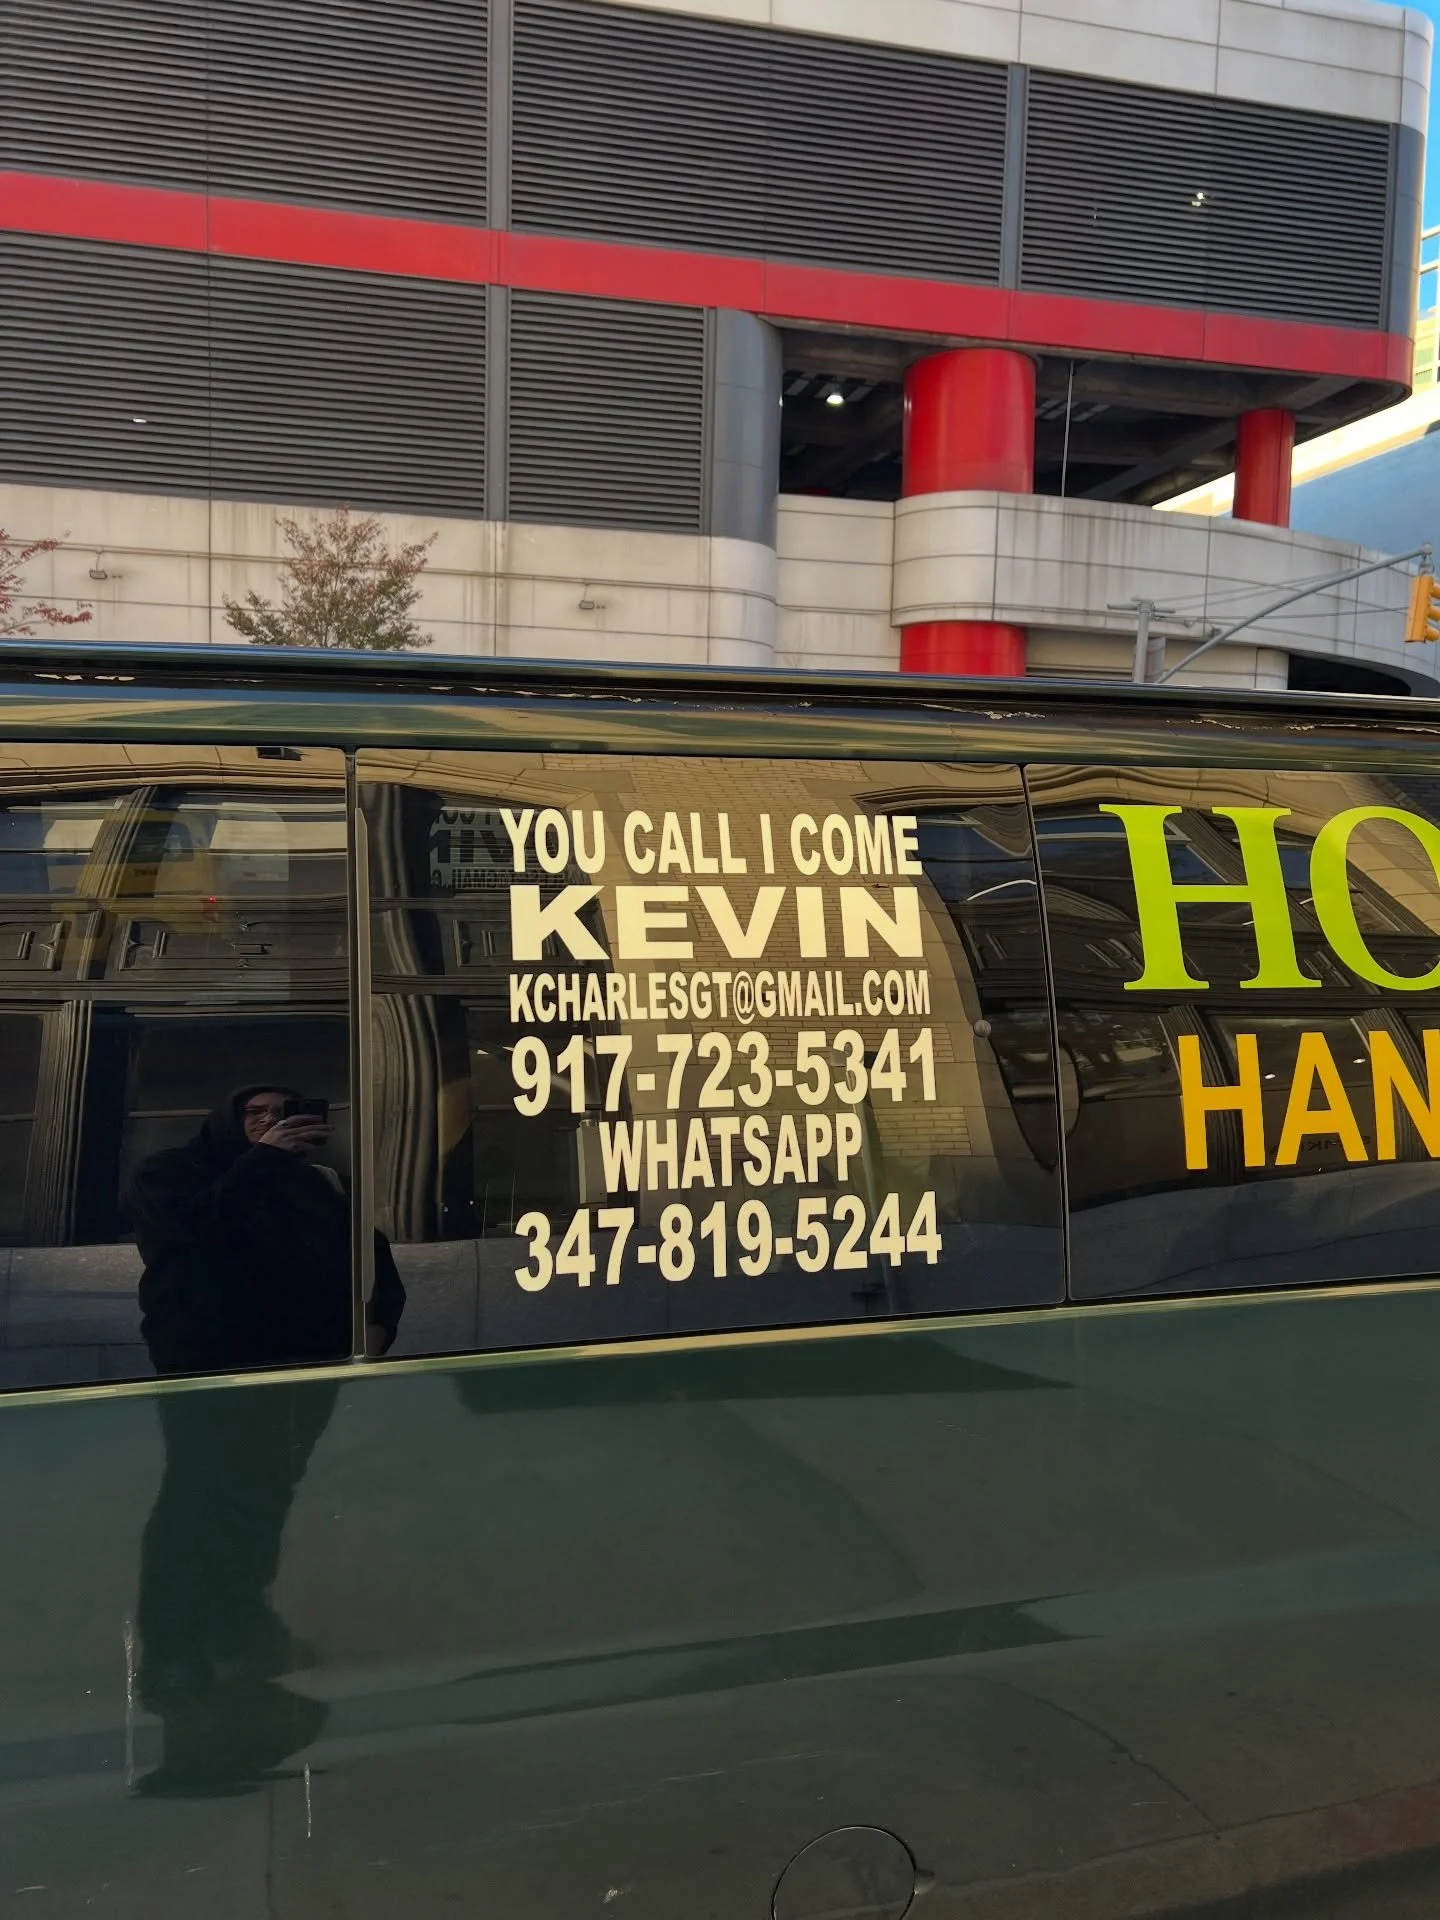 YOU CALL I COME
KEVIN
KCHARLESGT@GMAIL.COM
917-723-5341
WHATSAPP
347-819-5244
HO
HAN